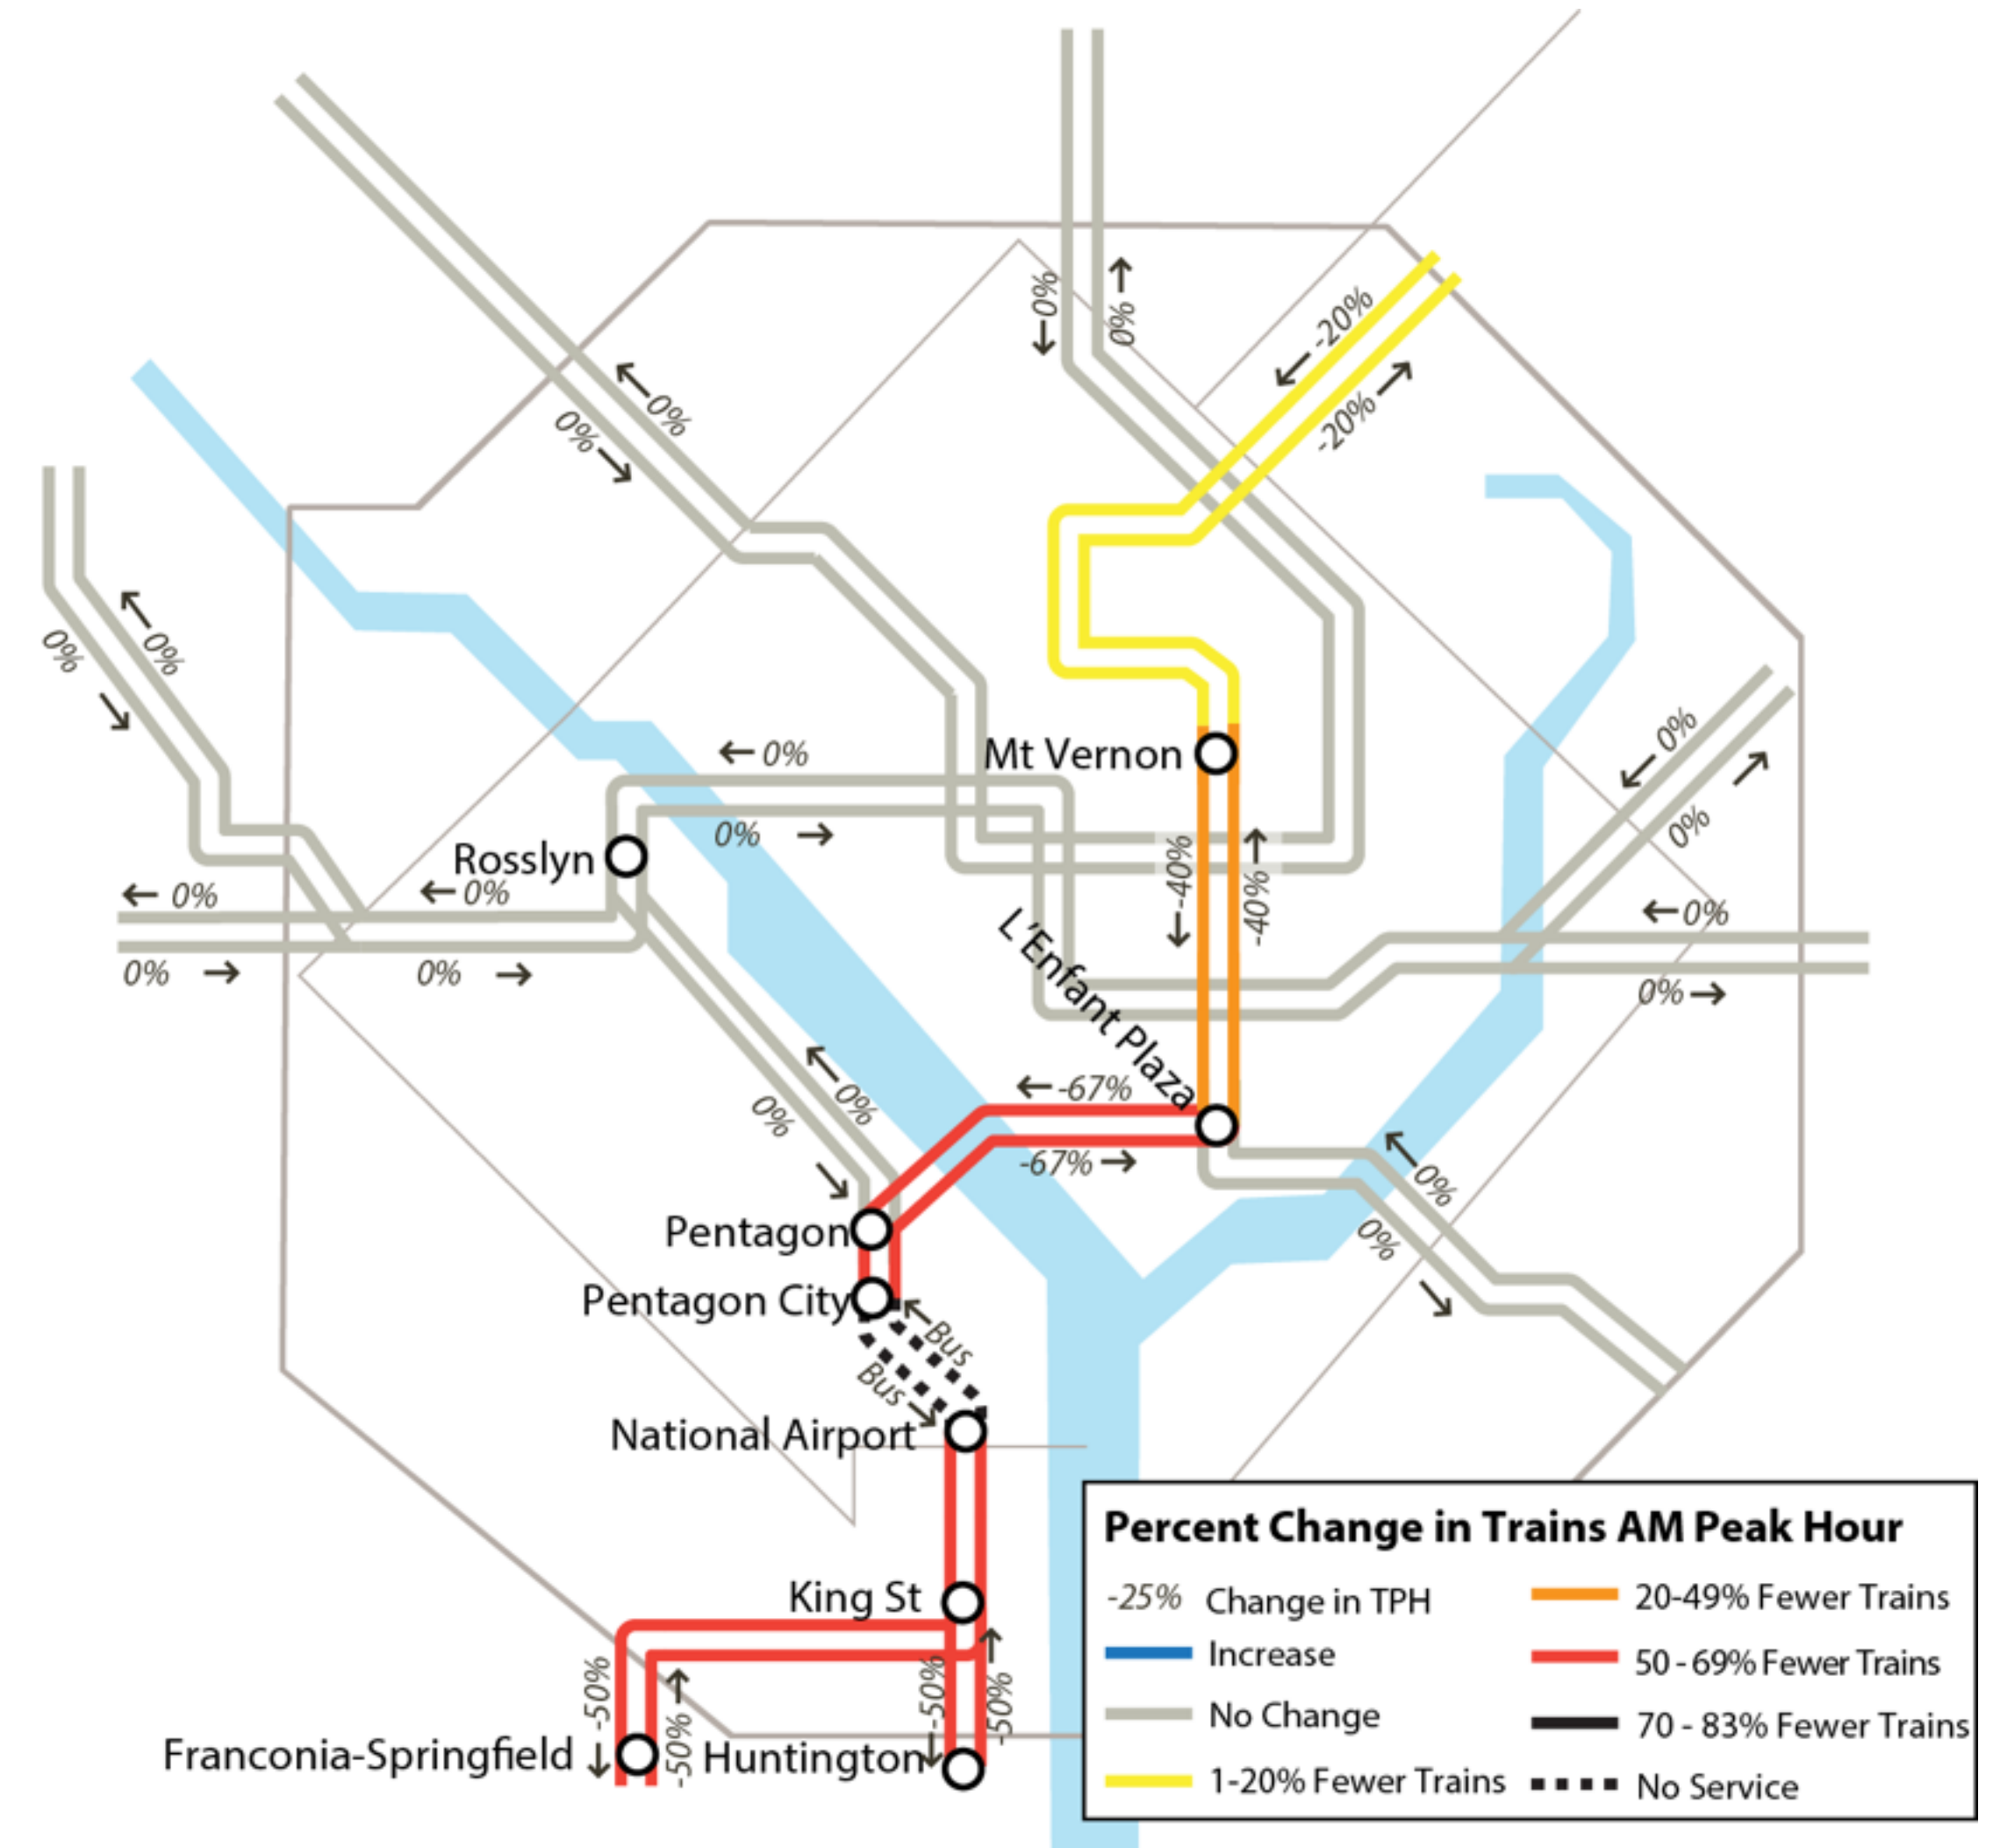 ←0%
0%→
-20%
←
-20%→
←0%
0%→
←0%
0%
→
←0%
Mt Vernon
0%
→
←0%
0%
→
Rosslyn
←0%
←0%
←-40%
-40%→
0% →
0% →
←0%
0%→
L'Enfant Plaza
←0%
0%
→
←-67%
-67%→
←0%
0%
→
Pentagon
Pentagon City
←Bus
Bus→
National Airport
King St
-50%
←
-50%→
←-50%
-50%→
Franconia-Springfield
Huntington
Percent Change in Trains AM Peak Hour
-25% Change in TPH
Increase
No Change
1-20% Fewer Trains
20-49% Fewer Trains
50 - 69% Fewer Trains
70 - 83% Fewer Trains
No Service